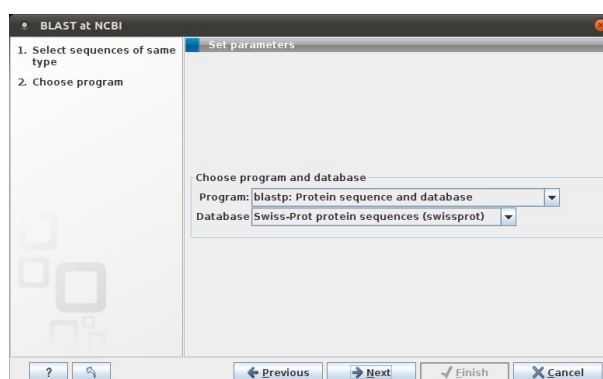 BLAST at NCBI
1. Select sequences of same
type
2. Choose program
Set parameters
Choose program and database
Program: blastp: Protein sequence and database
Database Swiss-Prot protein sequences (swissprot)
?
Previous
Next
Finish
Cancel